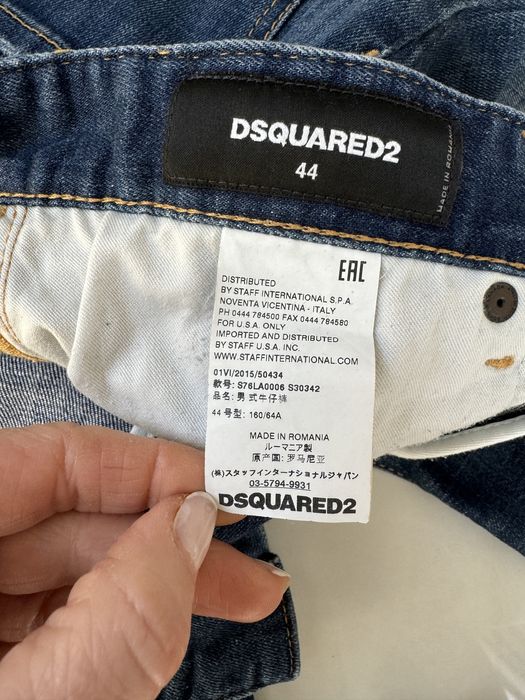 DSQUARED2
44
MADE IN ROMANIA
EAC
DISTRIBUTED
BY STAFF INTERNATIONAL S.P.A.
NOVENTA VICENTINA - ITALY
PH 0444 784500 FAX 0444 784580
FOR U.S.A. ONLY
IMPORTED AND DISTRIBUTED
BY STAFF U.S.A. INC.
WWW.STAFFINTERNATIONAL.COM
01VI/2015/50434
款号: S76LA0006 S30342
品名: 男式牛仔裤
44 号型: 160/64A
MADE IN ROMANIA
ルーマニア製
原产国: 罗马尼亚
(株)スタッフインターナショナルジャパン
03-5794-9931
DSQUARED2